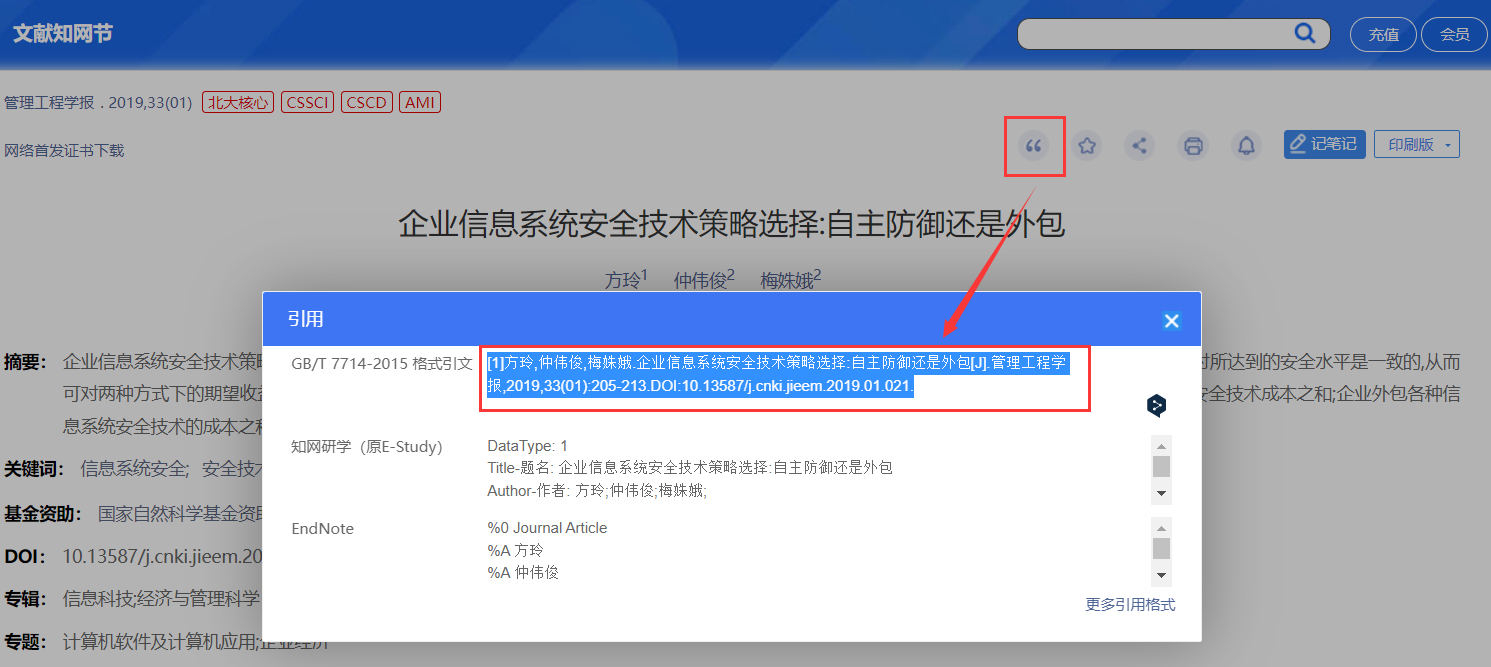 文献知网节
充值 会员
管理工程学报 . 2019,33(01) 北大核心 CSSCI CSCD AMI
网络首发证书下载
记笔记 印刷版
企业信息系统安全技术策略选择:自主防御还是外包
方玲1 仲伟俊2 梅姝娥2
引用
GB/T 7714-2015 格式引文
[1]方玲,仲伟俊,梅姝娥.企业信息系统安全技术策略选择:自主防御还是外包[J].管理工程学
报,2019,33(01):205-213.DOI:10.13587/j.cnki.jieem.2019.01.021.
知网研学（原E-Study)
DataType: 1
Title-题名: 企业信息系统安全技术策略选择:自主防御还是外包
Author-作者: 方玲;仲伟俊;梅姝娥;
EndNote
%0 Journal Article
%A 方玲
%A 仲伟俊
更多引用格式
摘要： 企业信息系统安全技术策略 时所达到的安全水平是一致的,从而
可对两种方式下的期望收益 安全技术成本之和;企业外包各种信
息系统安全技术的成本之和
关键词： 信息系统安全; 安全技术
基金资助： 国家自然科学基金资助
DOI： 10.13587/j.cnki.jieem.20
专辑： 信息科技;经济与管理科学
专题： 计算机软件及计算机应用;企业经济